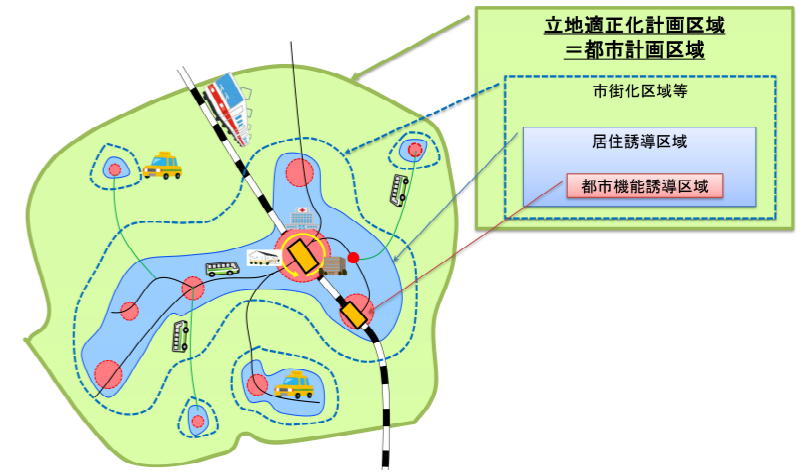 立地適正化計画区域
＝都市計画区域
市街化区域等
居住誘導区域
都市機能誘導区域